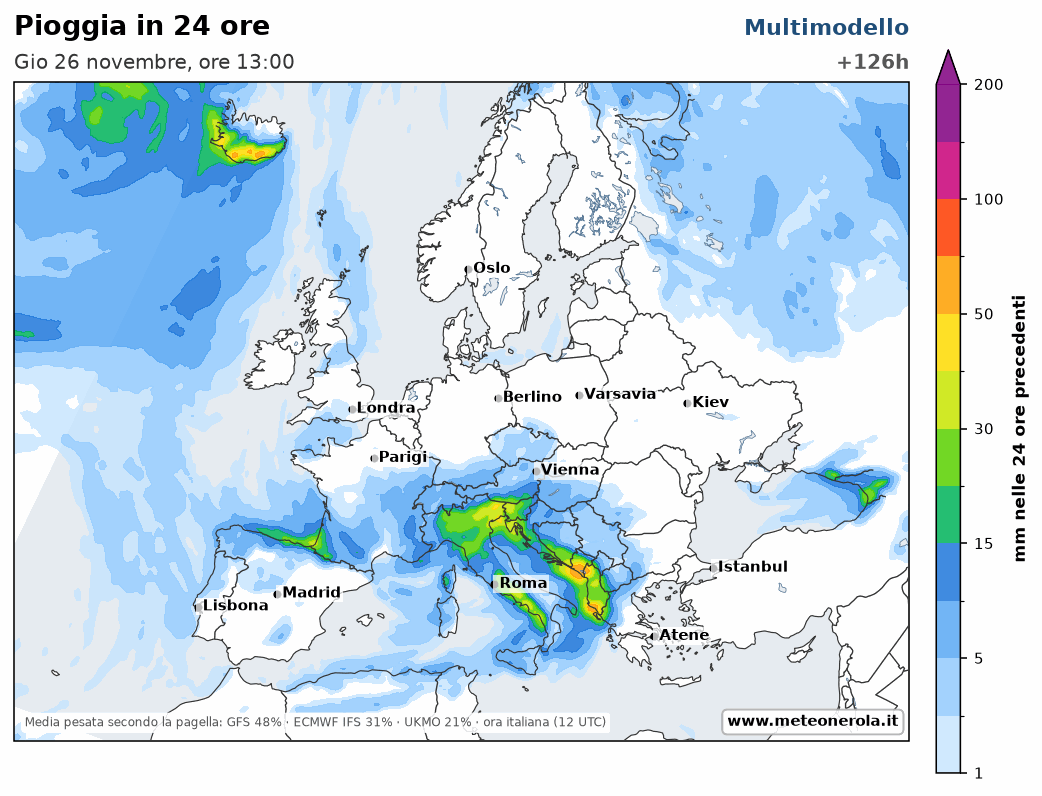 Pioggia in 24 ore
Multimodello
Gio 26 novembre, ore 13:00
+126h
200
100
50
30
15
5
1
mm nelle 24 ore precedenti
Oslo
Berlino
Varsavia
Kiev
Londra
Parigi
Vienna
Istanbul
Roma
Madrid
Lisbona
Atene
Media pesata secondo la pagella: GFS 48% · ECMWF IFS 31% · UKMO 21% · ora italiana (12 UTC)
www.meteonerola.it